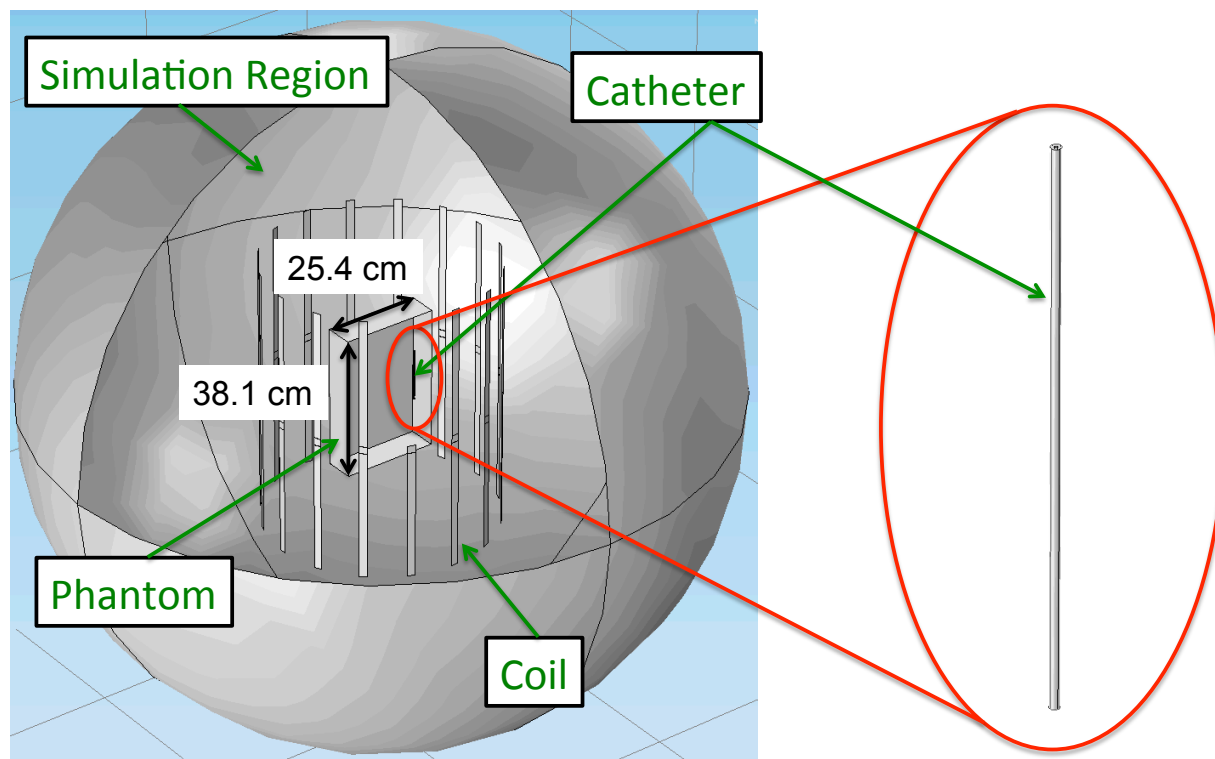 Simulation Region
Catheter
25.4 cm
38.1 cm
Phantom
Coil